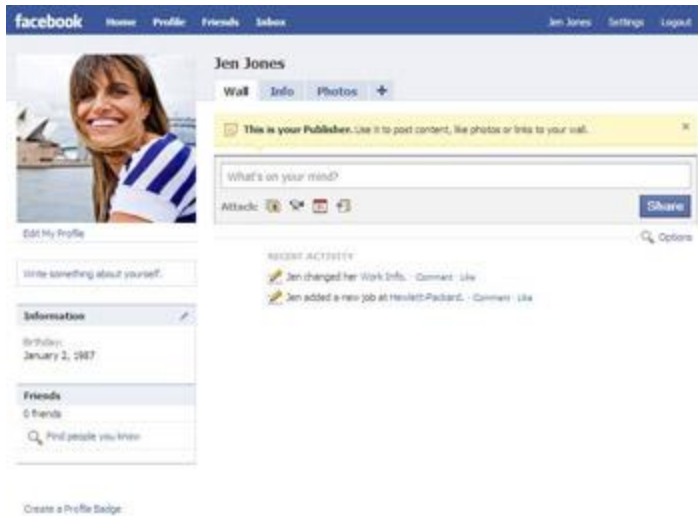 facebook Home Profile Friends Inbox Jen Jones Settings Logout
Jen Jones
Wall Info Photos +
This is your Publisher. Use it to post content, like photos or links to your wall.
What's on your mind?
Attach: Share
Options
Edit My Profile
Write something about yourself.
RECENT ACTIVITY
Jen changed her Work Info. · Comment · Like
Jen added a new job at Hewlett-Packard. · Comment · Like
Information
Birthday:
January 2, 1987
Friends
0 friends
Find people you know
Create a Profile Badge